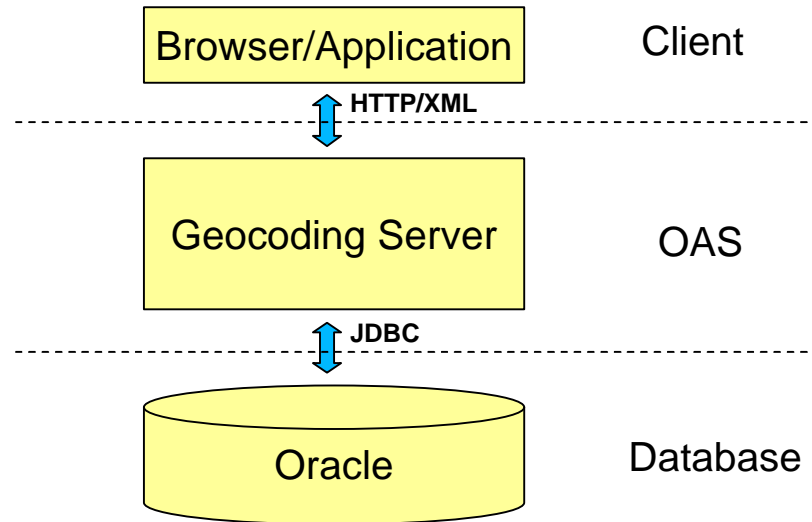 Browser/Application
Client
HTTP/XML
Geocoding Server
OAS
JDBC
Oracle
Database